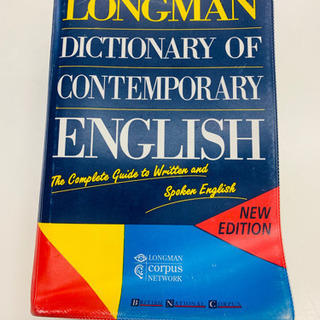 LONGMAN
DICTIONARY OF
CONTEMPORARY
ENGLISH
The Complete Guide to Written and
Spoken English
NEW
EDITION
LONGMAN
corpus
NETWORK
BRITISH NATIONAL CORPUS